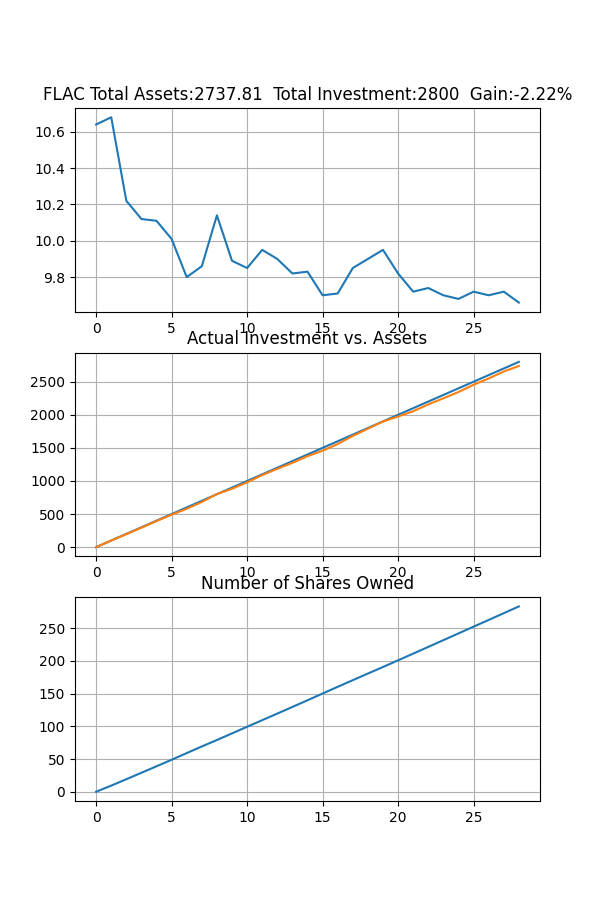 FLAC Total Assets:2737.81  Total Investment:2800  Gain:-2.22%
10.6
10.4
10.2
10.0
9.8
0 5 10 15 20 25
Actual Investment vs. Assets
2500
2000
1500
1000
500
0
0 5 10 15 20 25
Number of Shares Owned
250
200
150
100
50
0
0 5 10 15 20 25